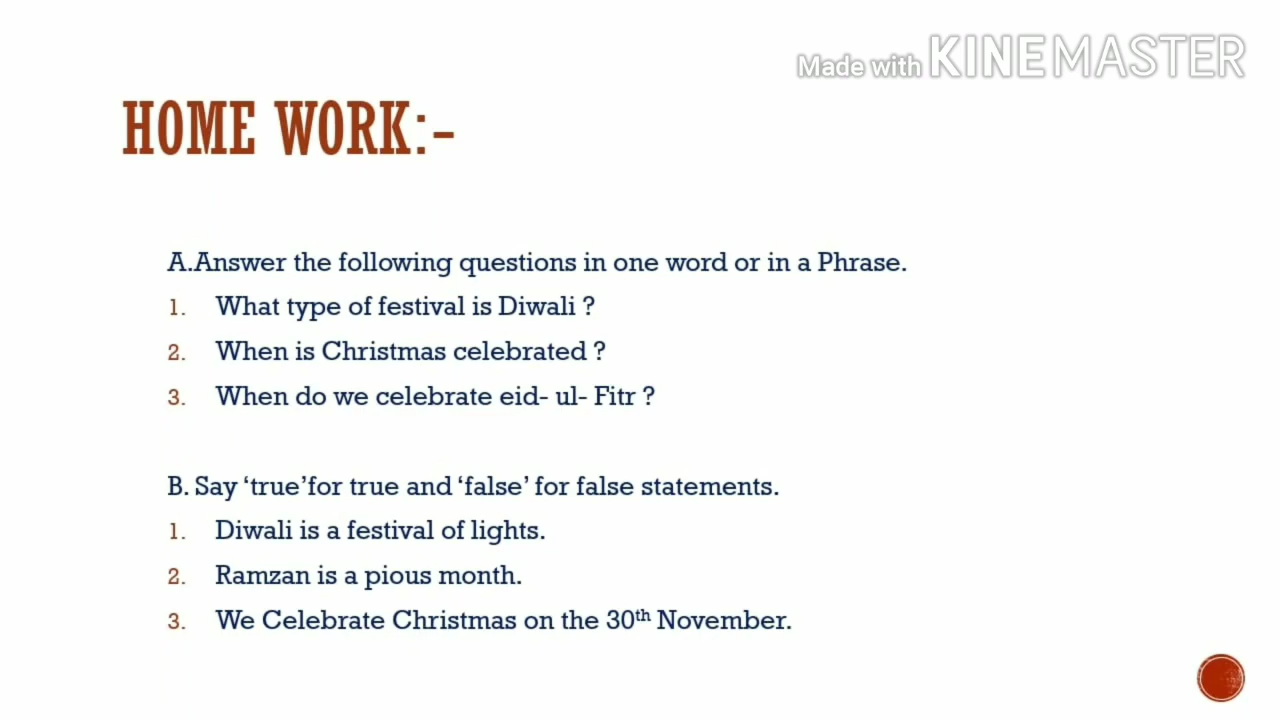 Made with KINEMASTER
HOME WORK:-
A.Answer the following questions in one word or in a Phrase.
1. What type of festival is Diwali ?
2. When is Christmas celebrated ?
3. When do we celebrate eid- ul- Fitr ?
B. Say ‘true’for true and ‘false’ for false statements.
1. Diwali is a festival of lights.
2. Ramzan is a pious month.
3. We Celebrate Christmas on the 30th November.